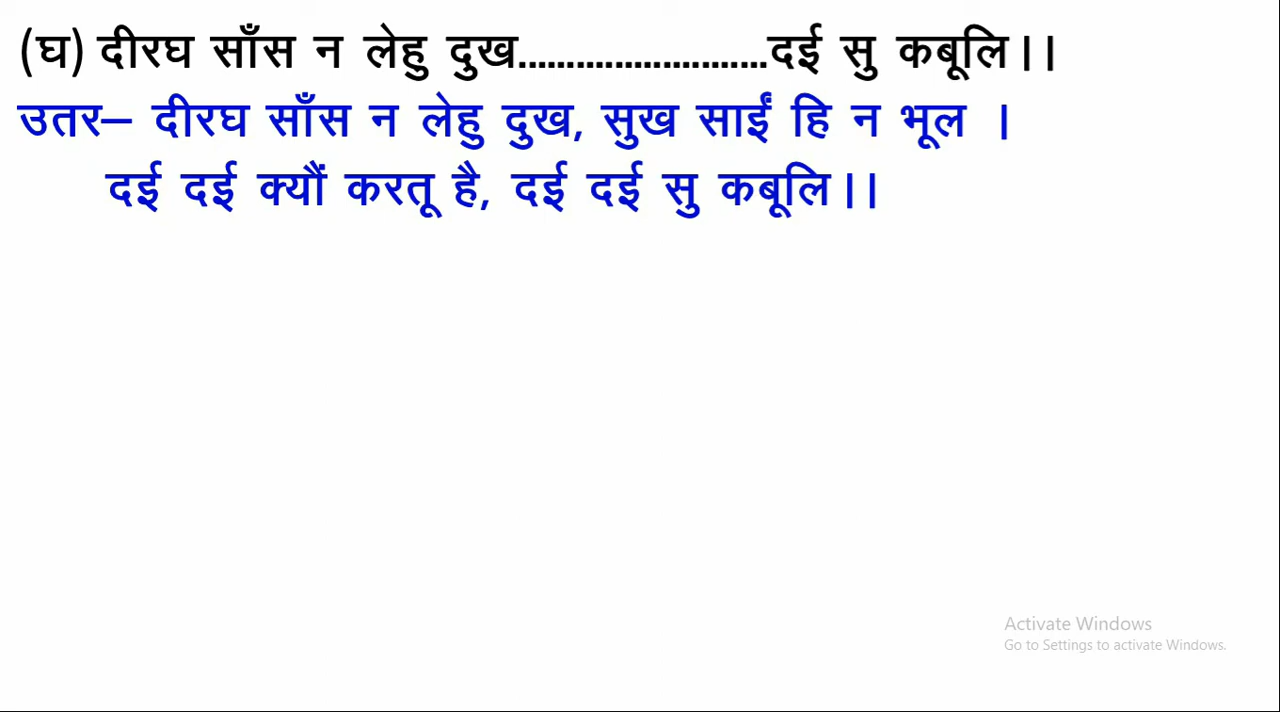 (घ) दीरघ साँस न लेहु दुख..........................दई सु कबूलि।।
उतर– दीरघ साँस न लेहु दुख, सुख साईं हि न भूल ।
दई दई क्यौं करतू है, दई दई सु कबूलि।।
Activate Windows
Go to Settings to activate Windows.